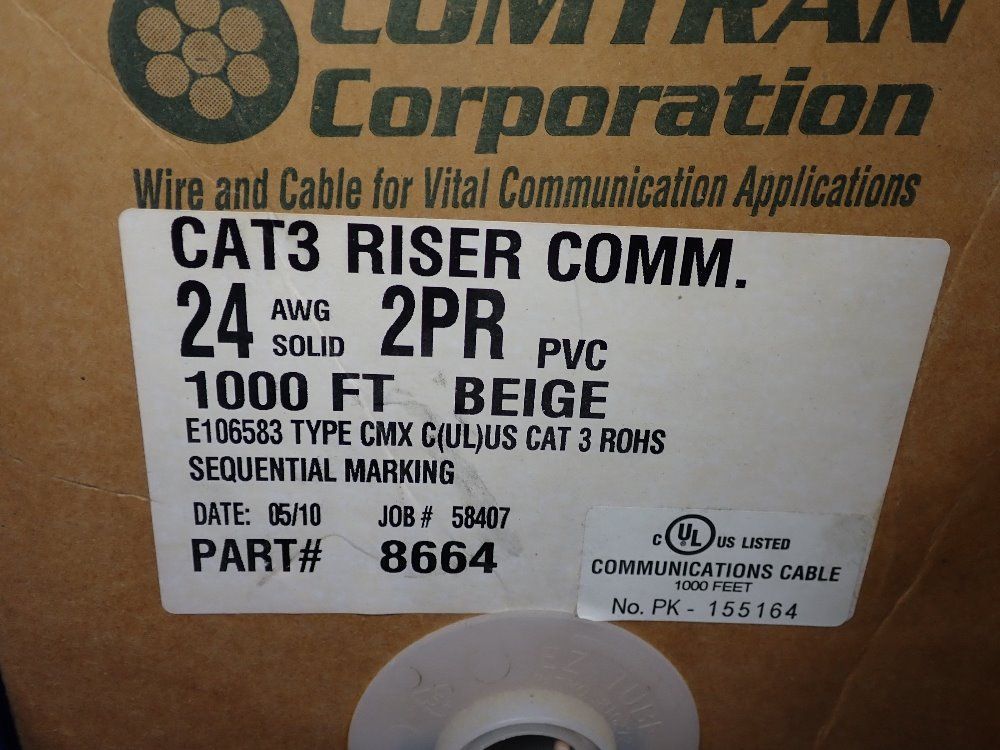 COMTRAN
Corporation
Wire and Cable for Vital Communication Applications
CAT3 RISER COMM.
24 AWG SOLID 2PR PVC
1000 FT BEIGE
E106583 TYPE CMX C(UL)US CAT 3 ROHS
SEQUENTIAL MARKING
DATE: 05/10 JOB # 58407
PART# 8664
C UL US LISTED
COMMUNICATIONS CABLE
1000 FEET
No. PK - 155164